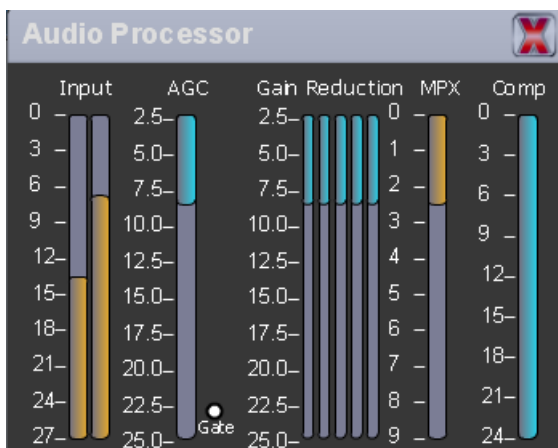 Audio Processor X
Input AGC Gain Reduction MPX Comp
0 2.5 2.5 0 0
3 5.0 5.0 1 3
6 7.5 7.5 2 6
9 10.0 10.0 3 9
12 12.5 12.5 4 12
15 15.0 15.0 5 15
18 17.5 17.5 6 18
21 20.0 20.0 7 21
24 22.5 22.5 8 24
Gate
27 25.0 25.0 9